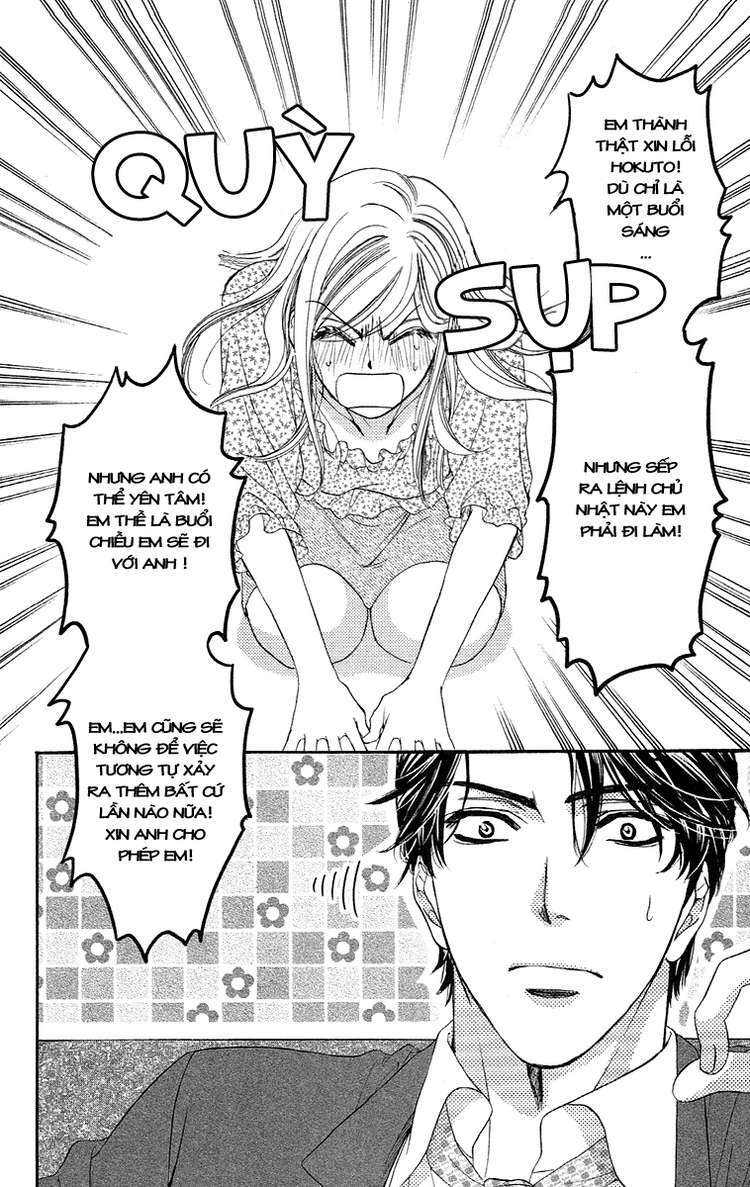 EM THÀNH
THẬT XIN LỖI
HOKUTO!
DÙ CHỈ LÀ
MỘT BUỔI
SÁNG
...
QUỲ
SỤP
NHƯNG SẾP
RA LỆNH CHỦ
NHẬT NÀY EM
PHẢI ĐI LÀM!
NHƯNG ANH CÓ
THỂ YÊN TÂM!
EM THỀ LÀ BUỔI
CHIỀU EM SẼ ĐI
VỚI ANH !
EM...EM CŨNG SẼ
KHÔNG ĐỂ VIỆC
TƯƠNG TỰ XẢY
RA THÊM BẤT CỨ
LẦN NÀO NỮA!
XIN ANH CHO
PHÉP EM!